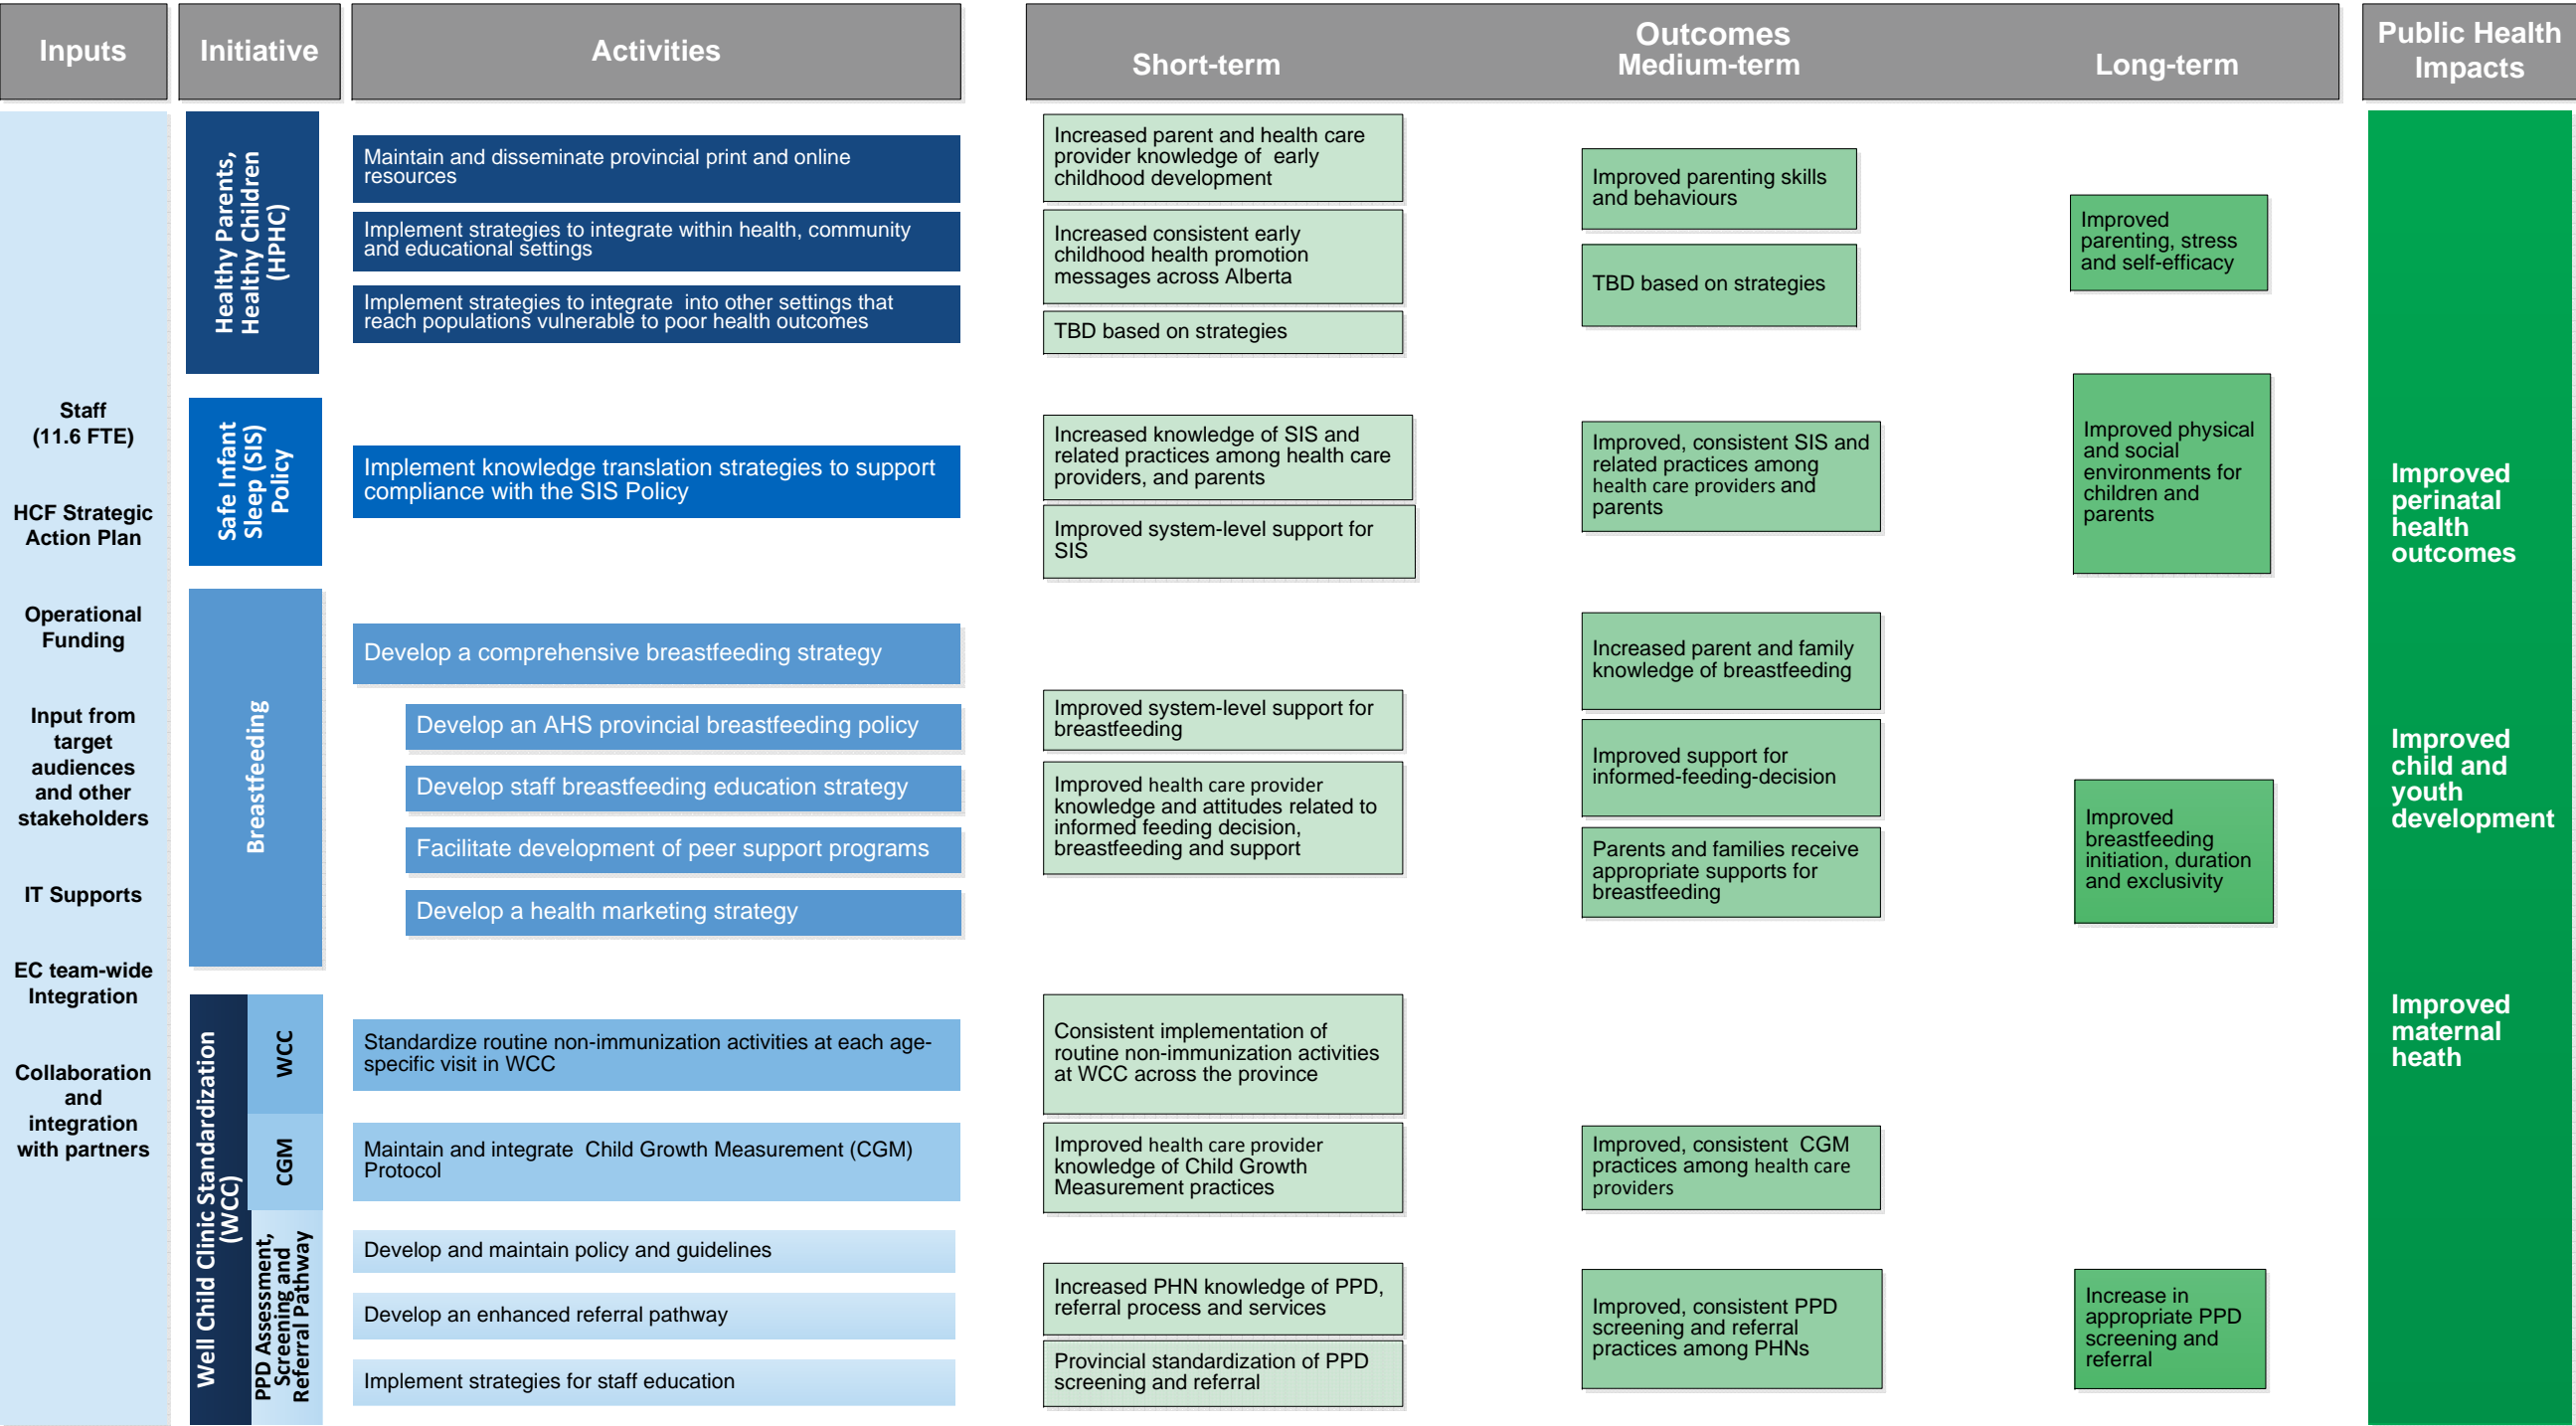 Inputs
Initiative
Activities
Outcomes
Short-term
Medium-term
Long-term
Public Health
Impacts
Staff
(11.6 FTE)
HCF Strategic
Action Plan
Operational
Funding
Input from
target
audiences
and other
stakeholders
IT Supports
EC team-wide
Integration
Collaboration
and
integration
with partners
Healthy Parents,
Healthy Children
(HPHC)
Maintain and disseminate provincial print and online
resources
Implement strategies to integrate within health, community
and educational settings
Implement strategies to integrate  into other settings that
reach populations vulnerable to poor health outcomes
Increased parent and health care
provider knowledge of  early
childhood development
Increased consistent early
childhood health promotion
messages across Alberta
TBD based on strategies
Improved parenting skills
and behaviours
TBD based on strategies
Improved
parenting, stress
and self-efficacy
Safe Infant
Sleep (SIS)
Policy
Implement knowledge translation strategies to support
compliance with the SIS Policy
Increased knowledge of SIS and
related practices among health care
providers, and parents
Improved system-level support for
SIS
Improved, consistent SIS and
related practices among
health care providers and
parents
Improved physical
and social
environments for
children and
parents
Breastfeeding
Develop a comprehensive breastfeeding strategy
Develop an AHS provincial breastfeeding policy
Develop staff breastfeeding education strategy
Facilitate development of peer support programs
Develop a health marketing strategy
Improved system-level support for
breastfeeding
Improved health care provider
knowledge and attitudes related to
informed feeding decision,
breastfeeding and support
Increased parent and family
knowledge of breastfeeding
Improved support for
informed-feeding-decision
Parents and families receive
appropriate supports for
breastfeeding
Improved
breastfeeding
initiation, duration
and exclusivity
Well Child Clinic Standardization
(WCC)
WCC
Standardize routine non-immunization activities at each age-
specific visit in WCC
Consistent implementation of
routine non-immunization activities
at WCC across the province
CGM
Maintain and integrate  Child Growth Measurement (CGM)
Protocol
Improved health care provider
knowledge of Child Growth
Measurement practices
Improved, consistent  CGM
practices among health care
providers
PPD Assessment,
Screening and
Referral Pathway
Develop and maintain policy and guidelines
Develop an enhanced referral pathway
Implement strategies for staff education
Increased PHN knowledge of PPD,
referral process and services
Provincial standardization of PPD
screening and referral
Improved, consistent PPD
screening and referral
practices among PHNs
Increase in
appropriate PPD
screening and
referral
Improved
perinatal
health
outcomes
Improved
child and
youth
development
Improved
maternal
heath